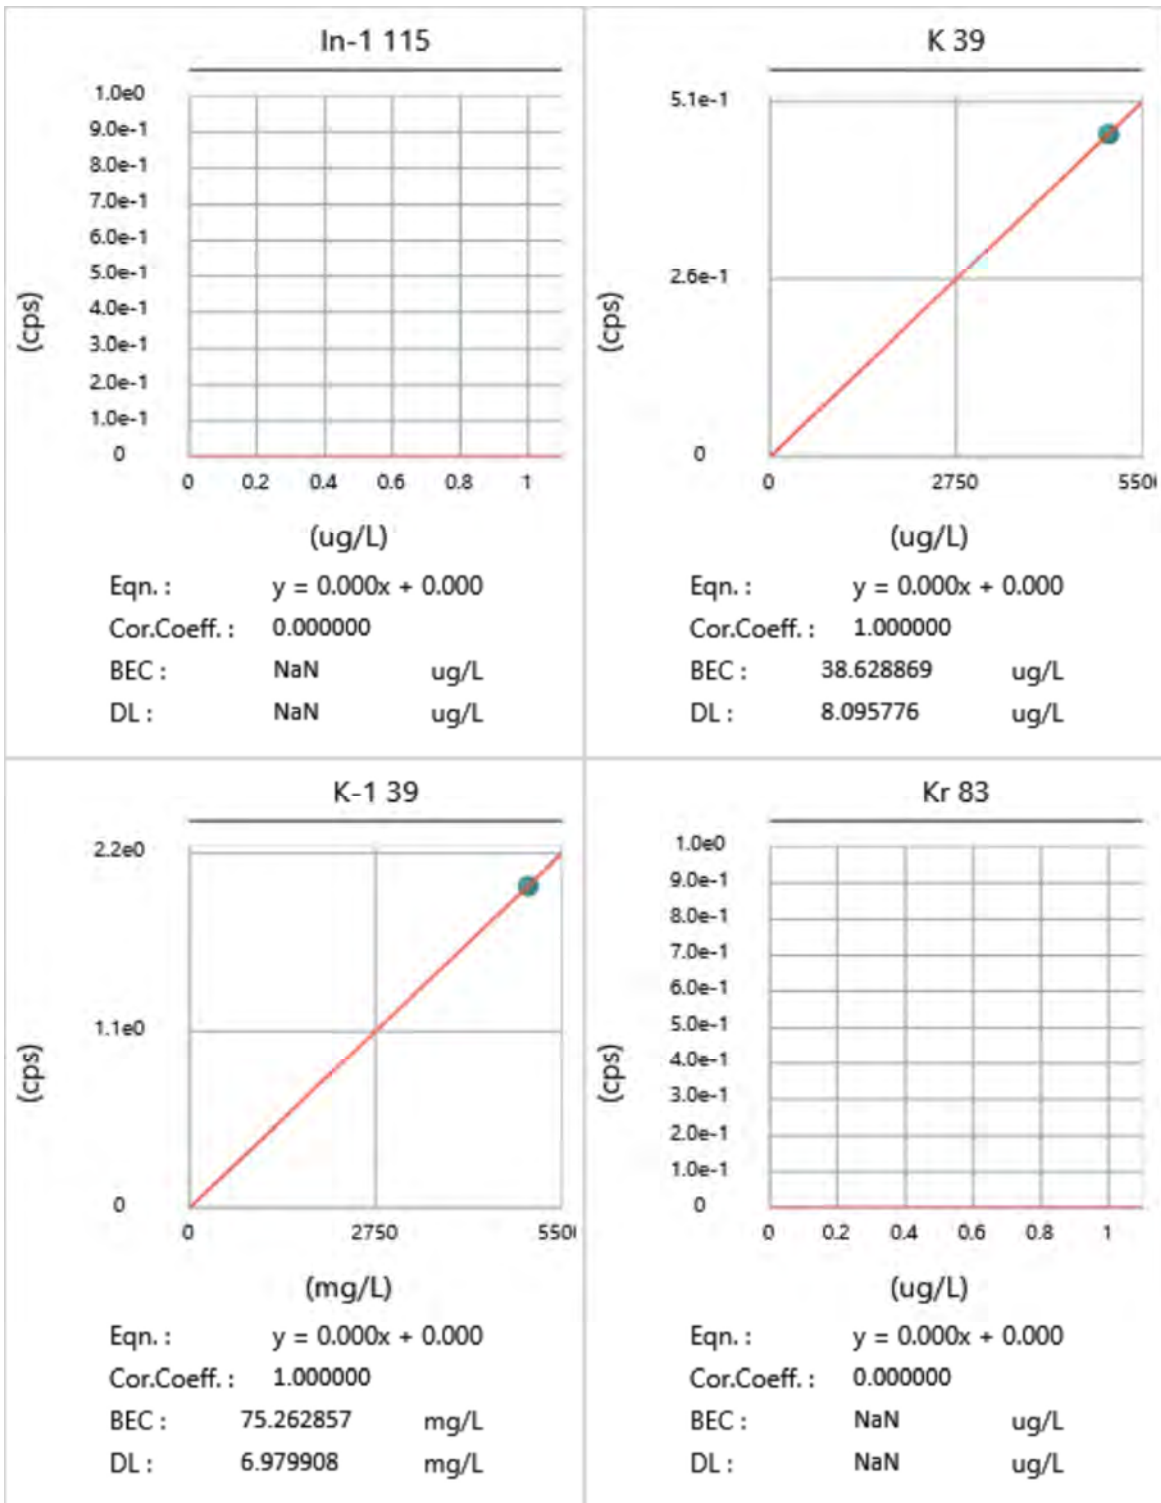 In-1 115
1.0e0
9.0e-1
8.0e-1
7.0e-1
6.0e-1
5.0e-1
4.0e-1
3.0e-1
2.0e-1
1.0e-1
0
(cps)
0 0.2 0.4 0.6 0.8 1
(ug/L)
Eqn. : y = 0.000x + 0.000
Cor.Coeff. : 0.000000
BEC : NaN ug/L
DL : NaN ug/L
K 39
5.1e-1
2.6e-1
0
(cps)
0 2750 550
(ug/L)
Eqn. : y = 0.000x + 0.000
Cor.Coeff. : 1.000000
BEC : 38.628869 ug/L
DL : 8.095776 ug/L
K-1 39
2.2e0
1.1e0
0
(cps)
0 2750 550
(mg/L)
Eqn. : y = 0.000x + 0.000
Cor.Coeff. : 1.000000
BEC : 75.262857 mg/L
DL : 6.979908 mg/L
Kr 83
1.0e0
9.0e-1
8.0e-1
7.0e-1
6.0e-1
5.0e-1
4.0e-1
3.0e-1
2.0e-1
1.0e-1
0
(cps)
0 0.2 0.4 0.6 0.8 1
(ug/L)
Eqn. : y = 0.000x + 0.000
Cor.Coeff. : 0.000000
BEC : NaN ug/L
DL : NaN ug/L